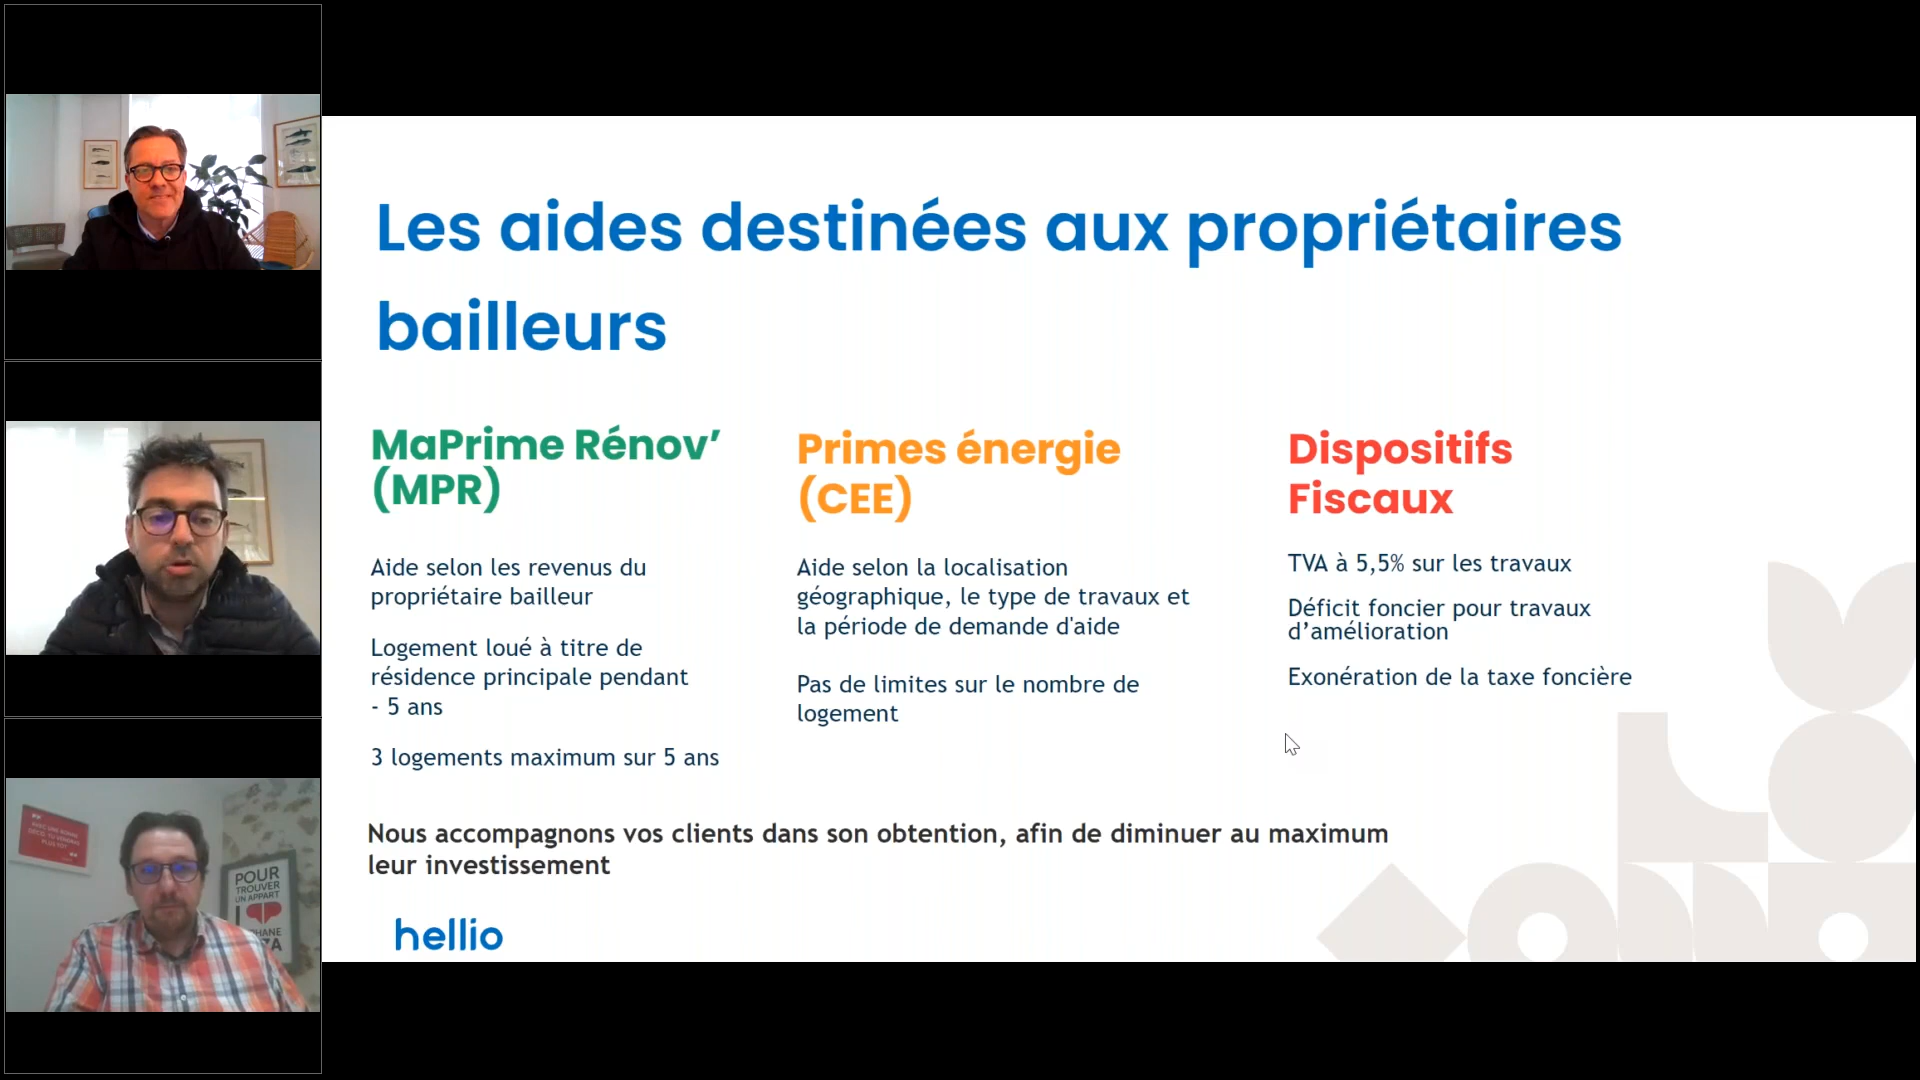 Les aides destinées aux propriétaires
bailleurs
MaPrime Rénov’
(MPR)
Aide selon les revenus du
propriétaire bailleur
Logement loué à titre de
résidence principale pendant
- 5 ans
3 logements maximum sur 5 ans
Primes énergie
(CEE)
Aide selon la localisation
géographique, le type de travaux et
la période de demande d'aide
Pas de limites sur le nombre de
logement
Dispositifs
Fiscaux
TVA à 5,5% sur les travaux
Déficit foncier pour travaux
d’amélioration
Exonération de la taxe foncière
Nous accompagnons vos clients dans son obtention, afin de diminuer au maximum
leur investissement
hellio
POUR
TROUVER
UN APPART
I